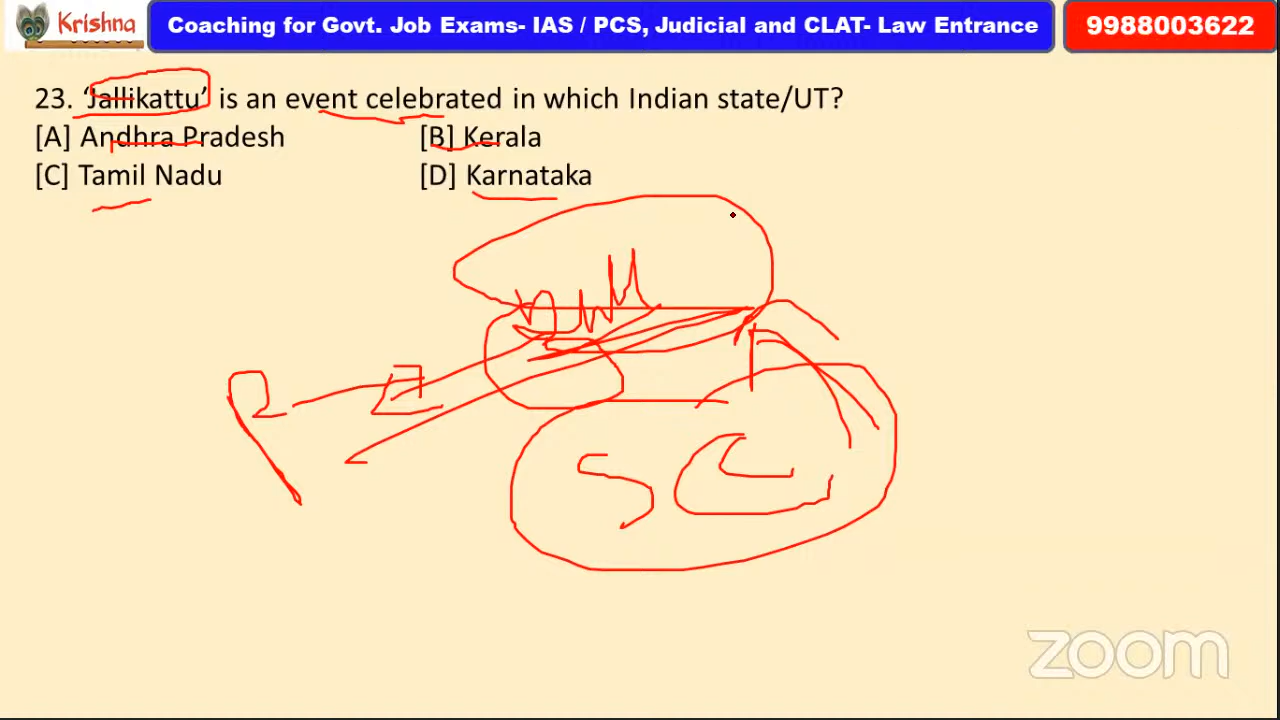 Krishna
Coaching for Govt. Job Exams- IAS / PCS, Judicial and CLAT- Law Entrance
9988003622
23. ‘Jallikattu’ is an event celebrated in which Indian state/UT?
[A] Andhra Pradesh [B] Kerala
[C] Tamil Nadu [D] Karnataka
SC
zoom